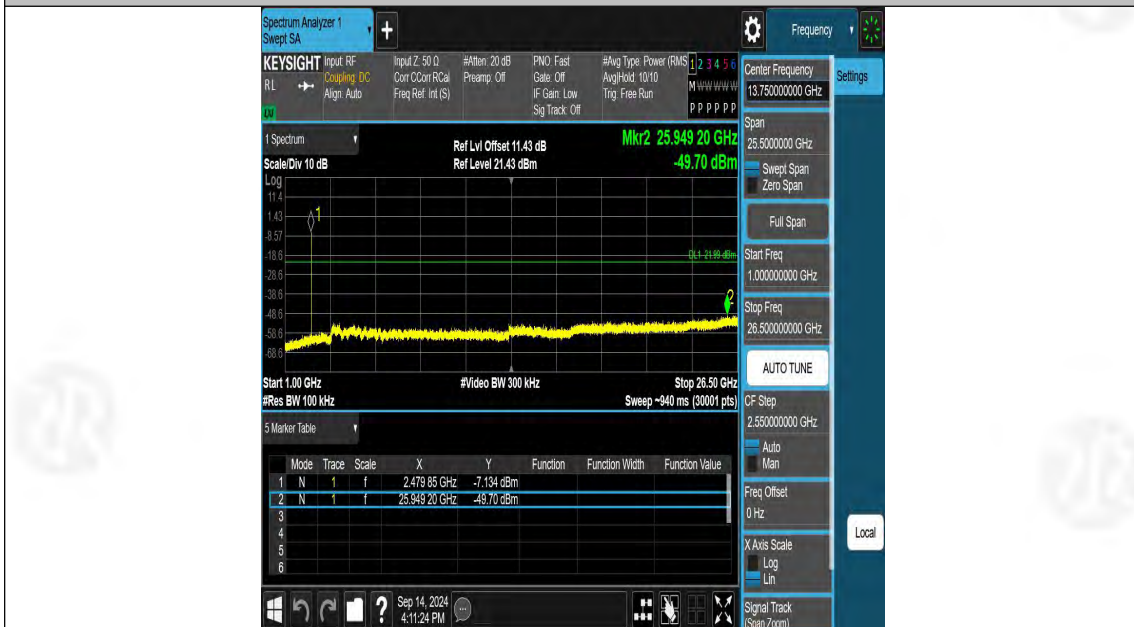 Spectrum Analyzer 1
Swept SA
+
Frequency
KEYSIGHT
RL
Input: RF
Coupling: DC
Align: Auto
Input Z: 50 Ω
Corr CCorr RCal
Freq Ref: Int (S)
#Atten: 20 dB
Preamp: Off
PNO: Fast
Gate: Off
IF Gain: Low
Sig Track: Off
#Avg Type: Power (RMS
Avg|Hold: 10/10
Trig: Free Run
1 2 3 4 5 6
M W W W W W
P P P P P P
1 Spectrum
Scale/Div 10 dB
Ref Lvl Offset 11.43 dB
Ref Level 21.43 dBm
Mkr2 25.949 20 GHz
-49.70 dBm
Log
11.4
1.43
-8.57
-18.6
-28.6
-38.6
-48.6
-58.6
-68.6
1
DL1 -21.99 dBm
2
Start 1.00 GHz
#Res BW 100 kHz
#Video BW 300 kHz
Stop 26.50 GHz
Sweep ~940 ms (30001 pts)
5 Marker Table
Mode Trace Scale X Y Function Function Width Function Value
1 N 1 f 2.479 85 GHz -7.134 dBm
2 N 1 f 25.949 20 GHz -49.70 dBm
3
4
5
6
?
Sep 14, 2024
4:11:24 PM
Center Frequency
13.750000000 GHz
Settings
Span
25.5000000 GHz
Swept Span
Zero Span
Full Span
Start Freq
1.000000000 GHz
Stop Freq
26.500000000 GHz
AUTO TUNE
CF Step
2.550000000 GHz
Auto
Man
Freq Offset
0 Hz
Local
X Axis Scale
Log
Lin
Signal Track
(Span Zoom)